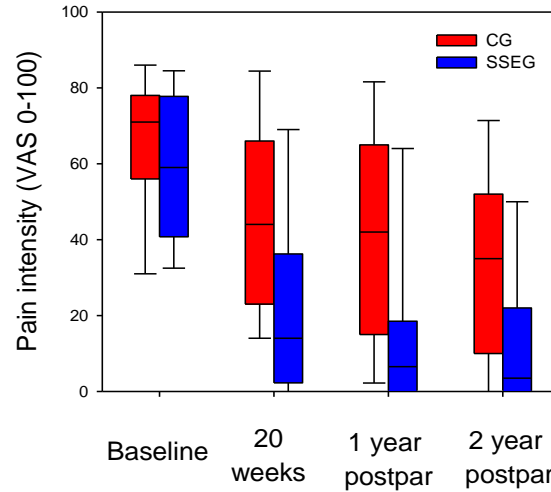 100
80
60
40
20
0
Pain intensity (VAS 0-100)
CG
SSEG
Baseline
20
weeks
1 year
postpar
2 year
postpar